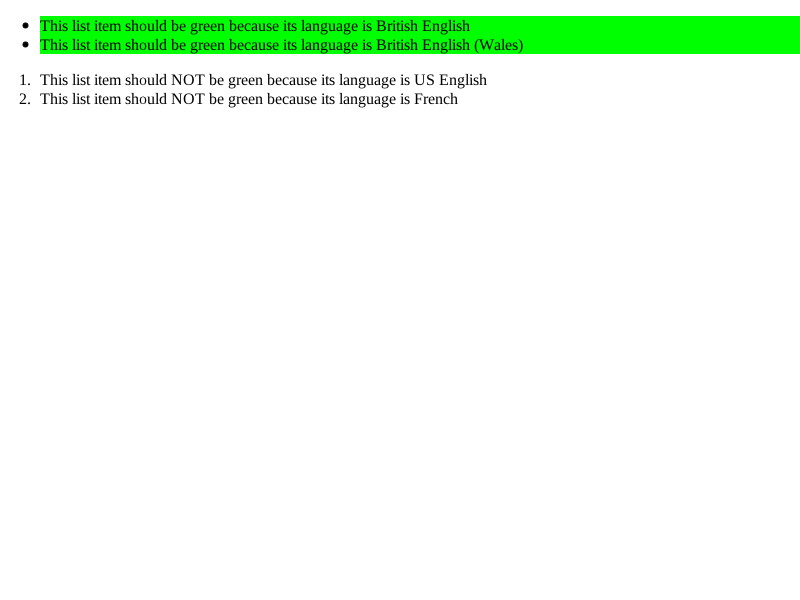 • This list item should be green because its language is British English
• This list item should be green because its language is British English (Wales)
1. This list item should NOT be green because its language is US English
2. This list item should NOT be green because its language is French